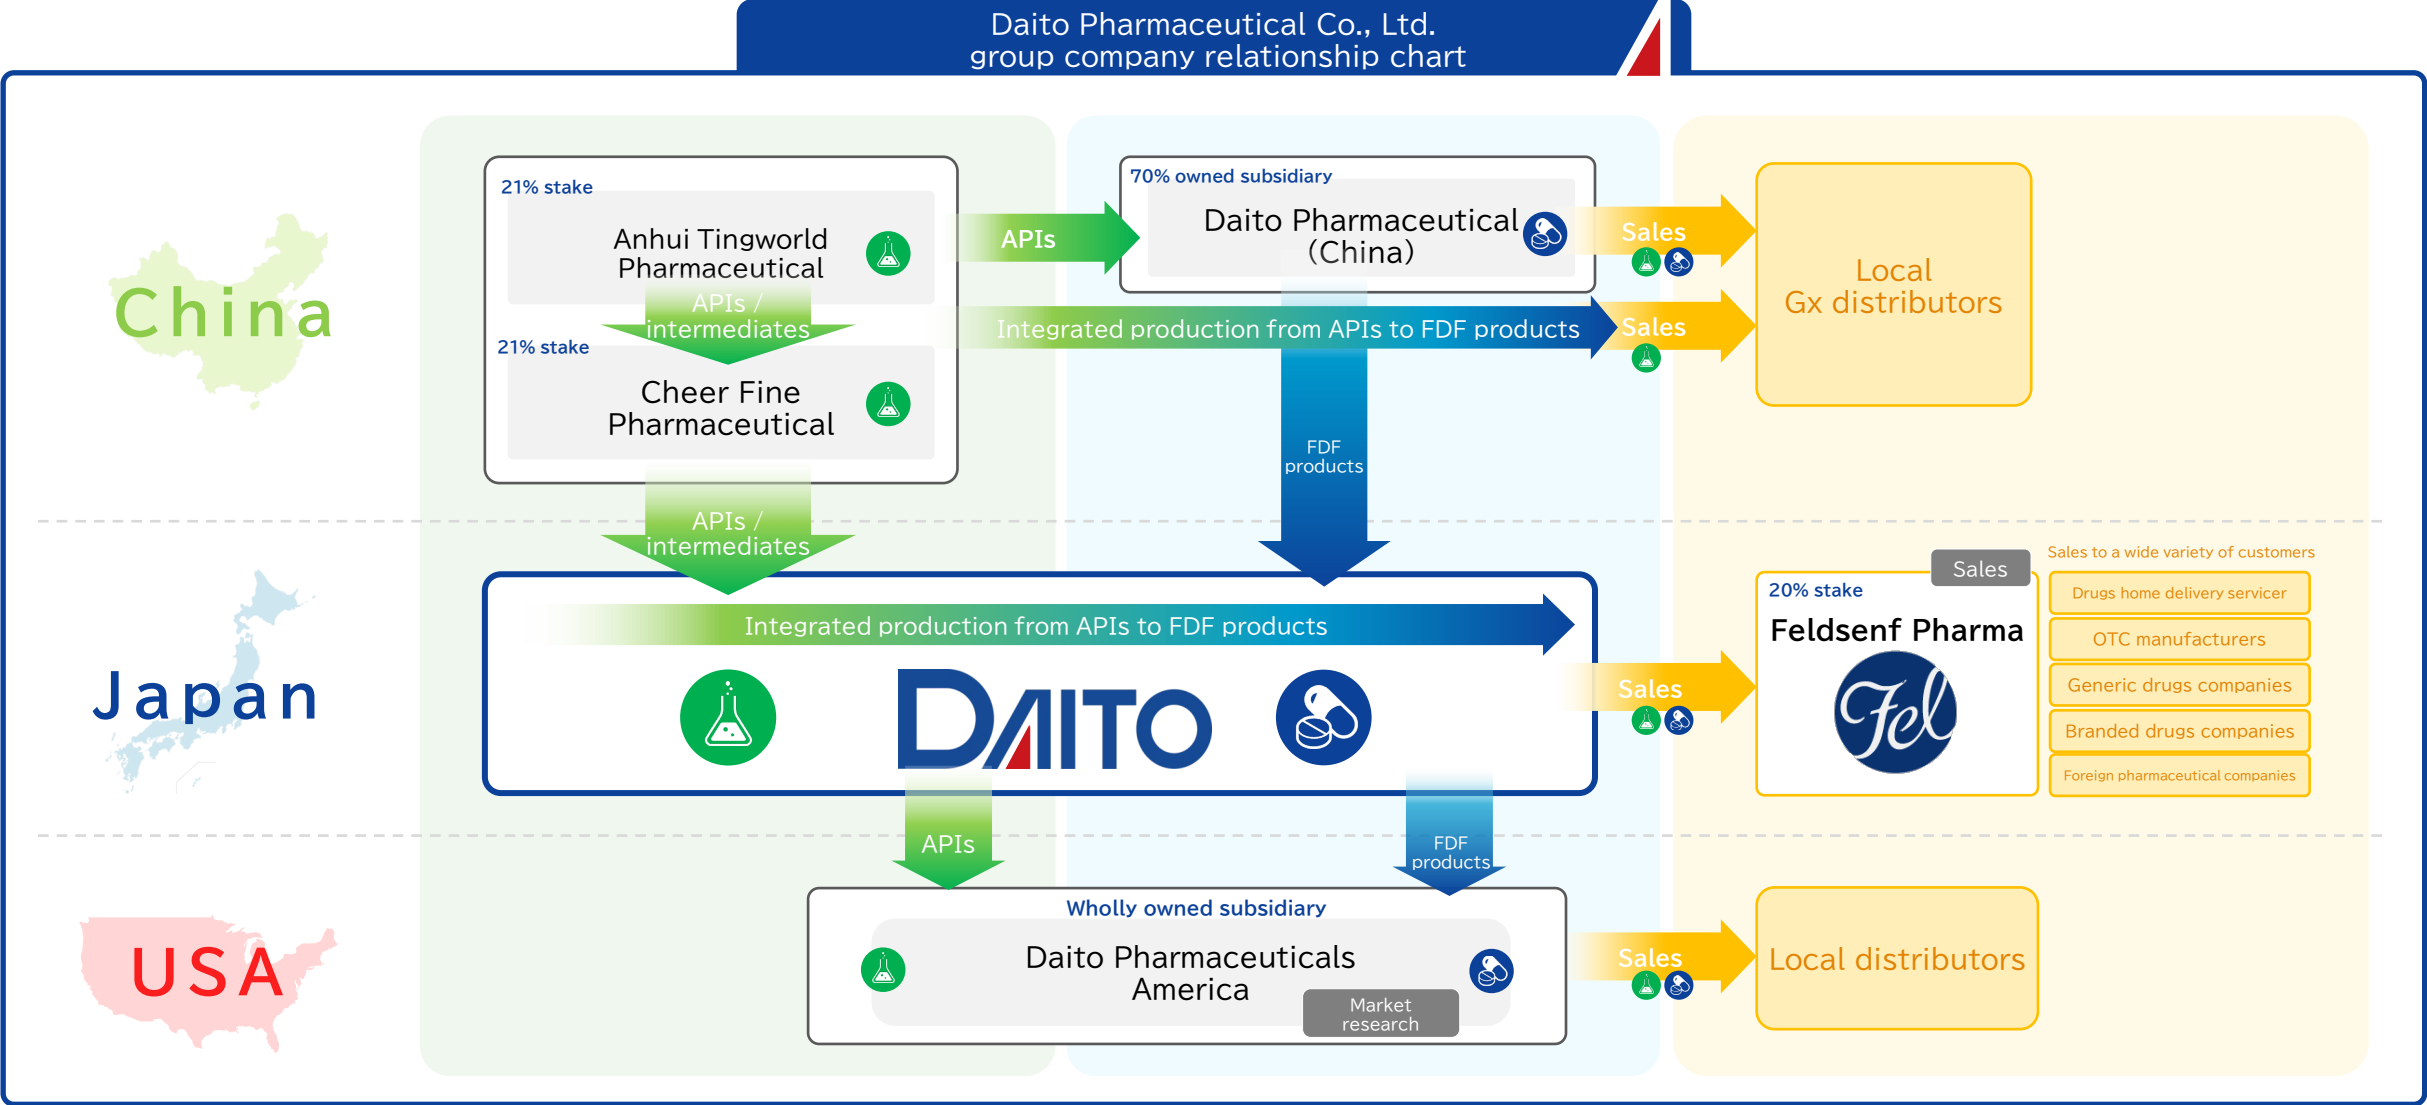 Daito Pharmaceutical Co., Ltd.
group company relationship chart
China
21% stake
Anhui Tingworld
Pharmaceutical
APIs /
intermediates
21% stake
Cheer Fine
Pharmaceutical
APIs
70% owned subsidiary
Daito Pharmaceutical
(China)
Sales
Integrated production from APIs to FDF products
Sales
Local
Gx distributors
FDF
products
APIs /
intermediates
Japan
Integrated production from APIs to FDF products
DAITO
Sales
Sales
20% stake
Feldsenf Pharma
Fel
Sales to a wide variety of customers
Drugs home delivery servicer
OTC manufacturers
Generic drugs companies
Branded drugs companies
Foreign pharmaceutical companies
APIs
FDF
products
USA
Wholly owned subsidiary
Daito Pharmaceuticals
America
Market
research
Sales
Local distributors